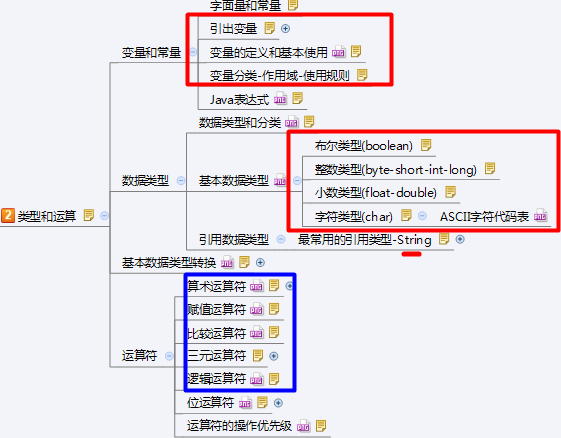 字面量和常量
引出变量
变量和常量
变量的定义和基本使用
变量分类-作用域-使用规则
Java表达式
数据类型和分类
布尔类型(boolean)
整数类型(byte-short-int-long)
数据类型
基本数据类型
小数类型(float-double)
字符类型(char)
ASCII字符代码表
2 类型和运算
引用数据类型
最常用的引用类型-String
基本数据类型转换
算术运算符
赋值运算符
比较运算符
运算符
三元运算符
逻辑运算符
位运算符
运算符的操作优先级